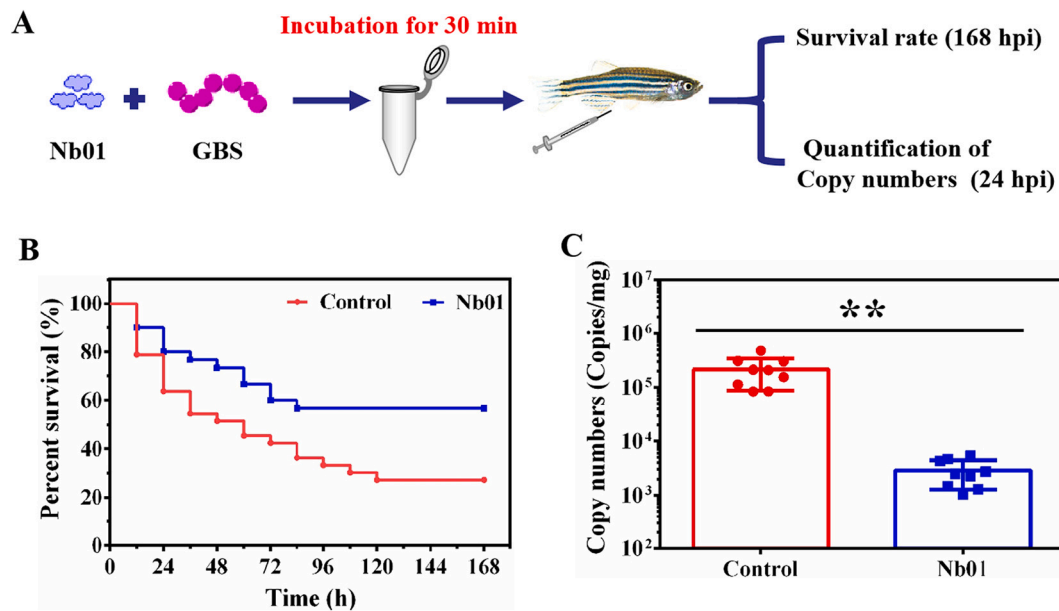 A
Incubation for 30 min
Nb01
GBS
Survival rate (168 hpi)
Quantification of
Copy numbers (24 hpi)
B
Percent survival (%)
100
80
60
40
20
0
Control
Nb01
0 24 48 72 96 120 144 168
Time (h)
C
Copy numbers (Copies/mg)
10⁷
10⁶
10⁵
10⁴
10³
10²
**
Control
Nb01